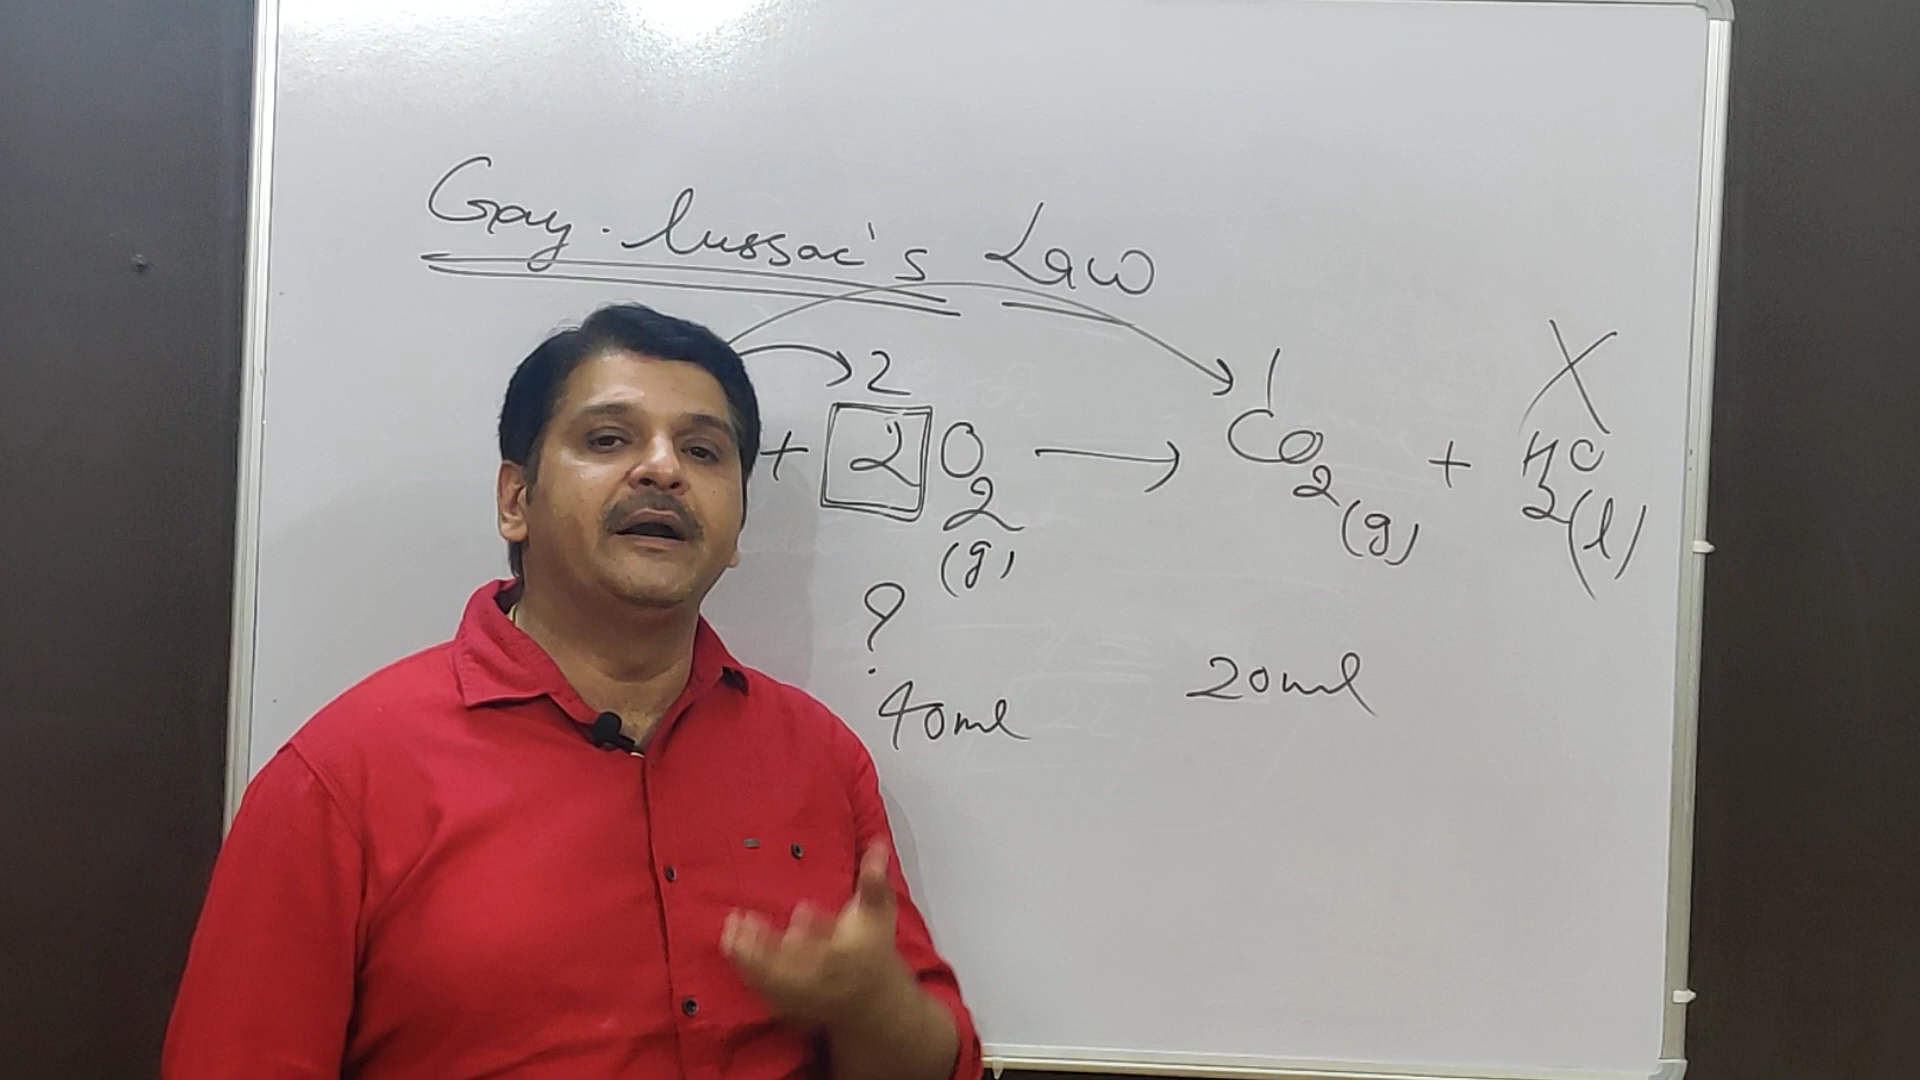 Gay-Lussac's Law
2 1 X
+ 2 O2 (g) → CO2 (g) + H2O (l)
?
40ml 20ml